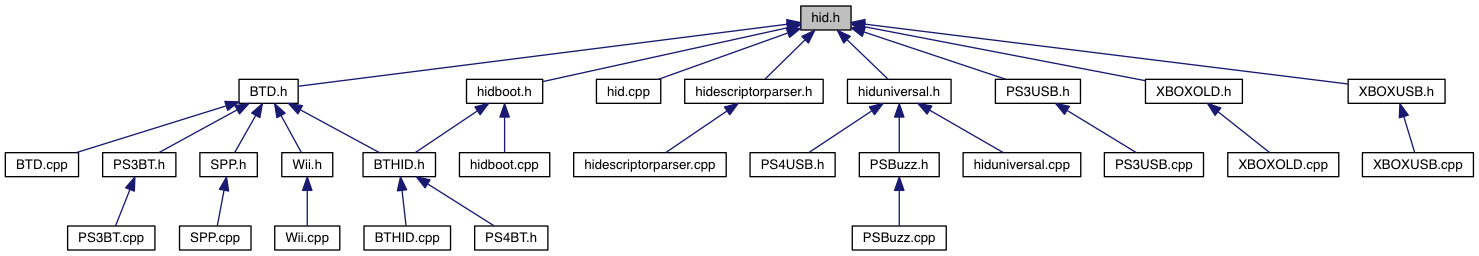 hid.h
BTD.h
hidboot.h
hid.cpp
hidescriptorparser.h
hiduniversal.h
PS3USB.h
XBOXOLD.h
XBOXUSB.h
BTD.cpp
PS3BT.h
SPP.h
Wii.h
BTHID.h
hidboot.cpp
hidescriptorparser.cpp
PS4USB.h
PSBuzz.h
hiduniversal.cpp
PS3USB.cpp
XBOXOLD.cpp
XBOXUSB.cpp
PS3BT.cpp
SPP.cpp
Wii.cpp
BTHID.cpp
PS4BT.h
PSBuzz.cpp